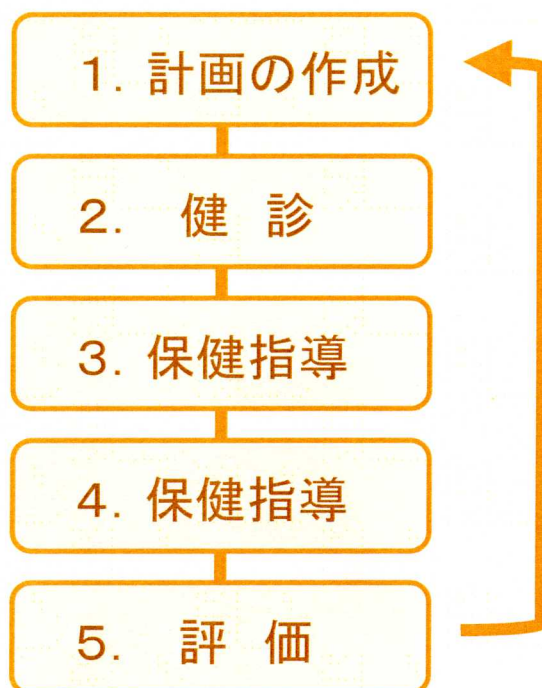 1. 計画の作成
2. 健 診
3. 保健指導
4. 保健指導
5. 評 価